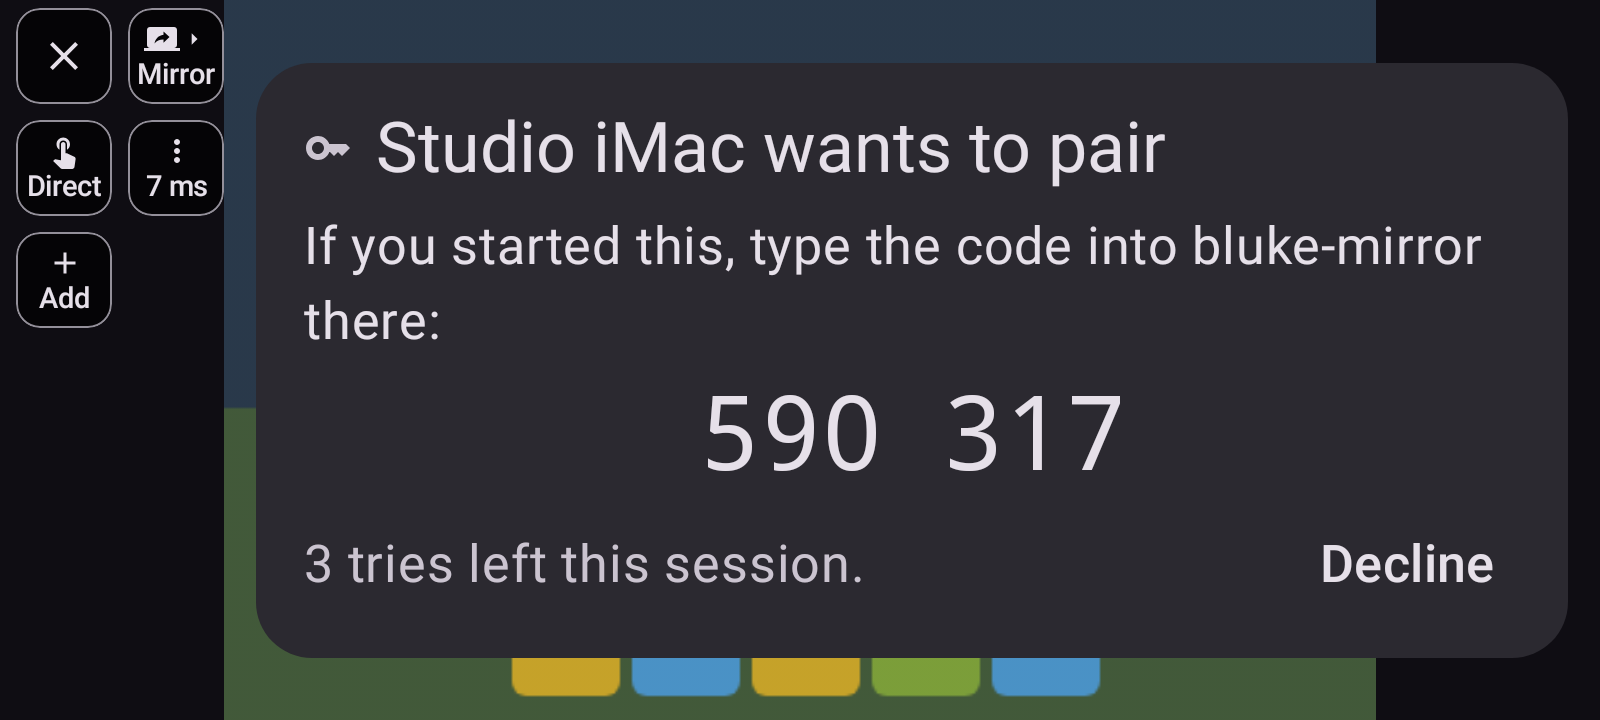 Mirror
Direct
7 ms
Add
Studio iMac wants to pair
If you started this, type the code into bluke-mirror
there:
590 317
3 tries left this session.
Decline